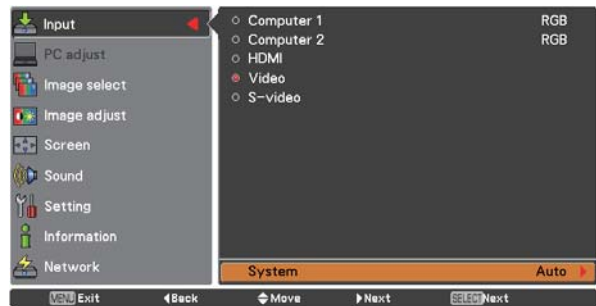 Input
PC adjust
Image select
Image adjust
Screen
Sound
Setting
Information
Network
Computer 1 RGB
Computer 2 RGB
HDMI
Video
S-video
System Auto
MENU Exit Back Move Next SELECT Next